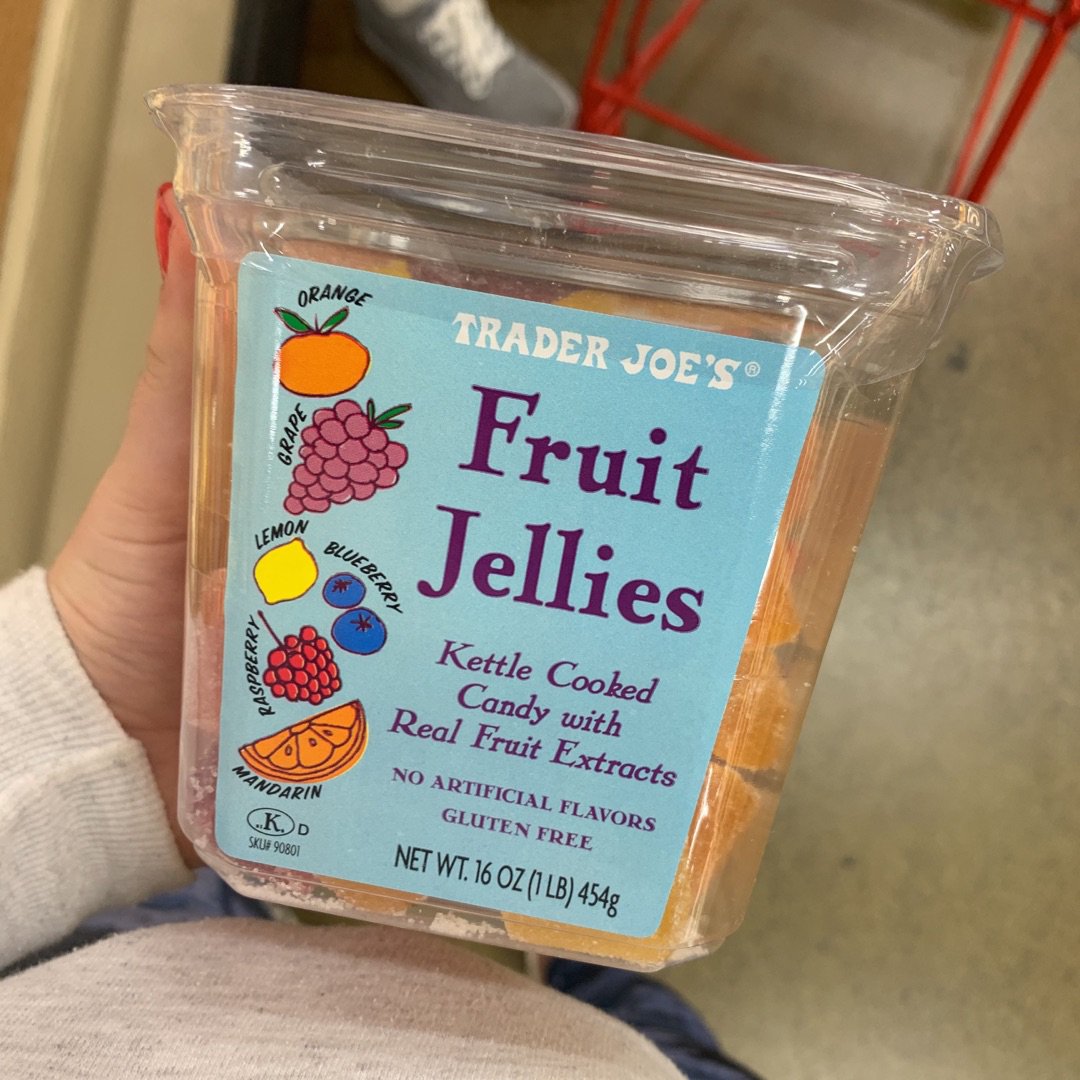 ORANGE
GRAPE
LEMON
BLUEBERRY
RASPBERRY
MANDARIN
TRADER JOE'S®
Fruit
Jellies
Kettle Cooked
Candy with
Real Fruit Extracts
NO ARTIFICIAL FLAVORS
GLUTEN FREE
K D
SKU# 90801
NET WT. 16 OZ (1 LB) 454g